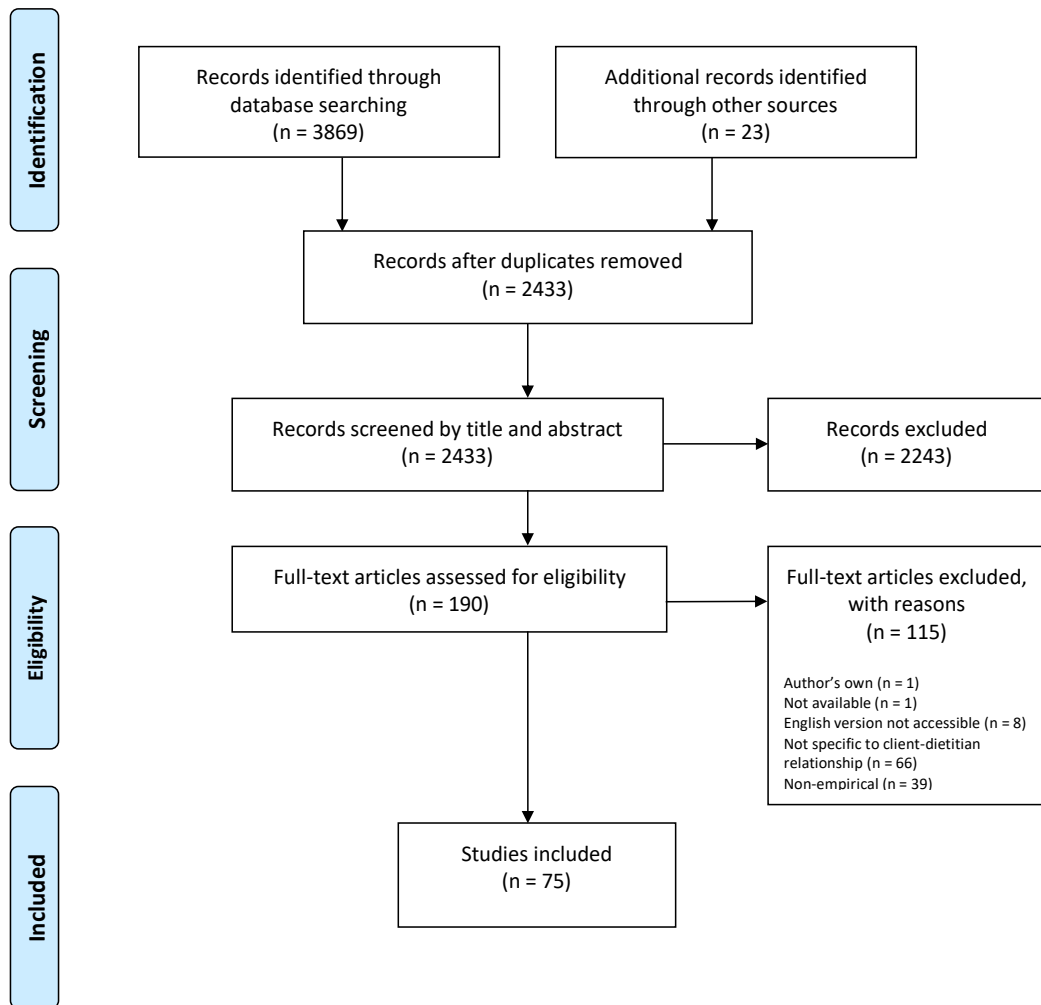 Identification
Records identified through
database searching
(n = 3869)
Additional records identified
through other sources
(n = 23)
Records after duplicates removed
(n = 2433)
Screening
Records screened by title and abstract
(n = 2433)
Records excluded
(n = 2243)
Eligibility
Full-text articles assessed for eligibility
(n = 190)
Full-text articles excluded,
with reasons
(n = 115)
Author's own (n = 1)
Not available (n = 1)
English version not accessible (n = 8)
Not specific to client-dietitian
relationship (n = 66)
Non-empirical (n = 39)
Included
Studies included
(n = 75)